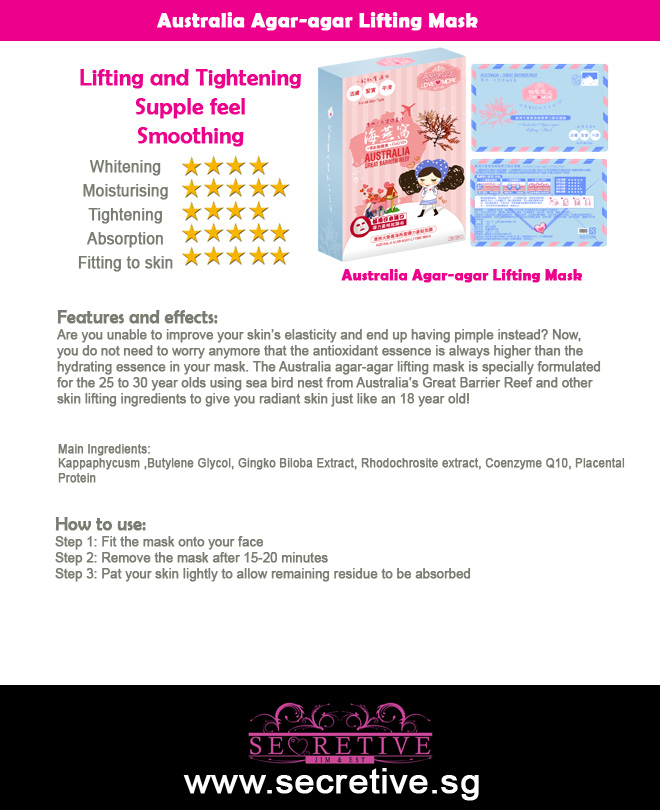 Australia Agar-agar Lifting Mask
Lifting and Tightening
Supple feel
Smoothing
Whitening
Moisturising
Tightening
Absorption
Fitting to skin
LOVE MORE
海燕窩
AUSTRALIA
GREAT BARRIER REEF
Australia Agar-agar Lifting Mask
Features and effects:
Are you unable to improve your skin's elasticity and end up having pimple instead? Now,
you do not need to worry anymore that the antioxidant essence is always higher than the
hydrating essence in your mask. The Australia agar-agar lifting mask is specially formulated
for the 25 to 30 year olds using sea bird nest from Australia's Great Barrier Reef and other
skin lifting ingredients to give you radiant skin just like an 18 year old!
Main Ingredients:
Kappaphycusm ,Butylene Glycol, Gingko Biloba Extract, Rhodochrosite extract, Coenzyme Q10, Placental
Protein
How to use:
Step 1: Fit the mask onto your face
Step 2: Remove the mask after 15-20 minutes
Step 3: Pat your skin lightly to allow remaining residue to be absorbed
SECRETIVE
JIM & EST
www.secretive.sg